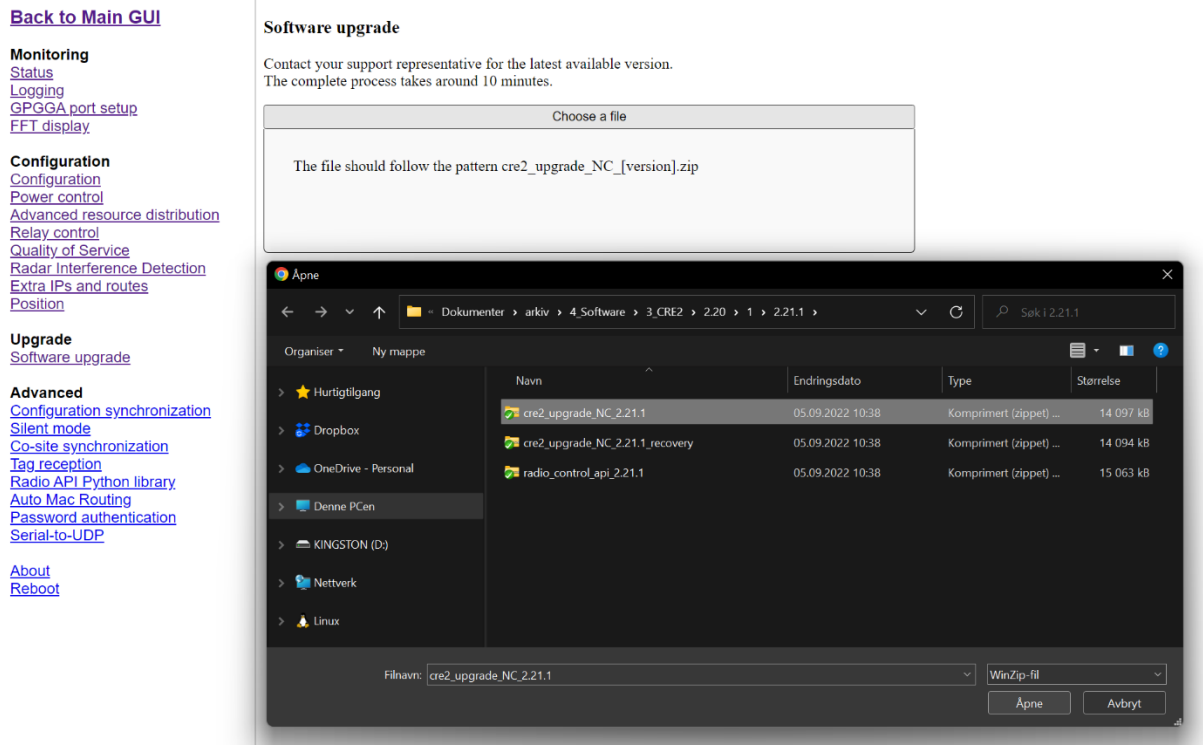 Back to Main GUI
Monitoring
Status
Logging
GPGGA port setup
FFT display
Configuration
Configuration
Power control
Advanced resource distribution
Relay control
Quality of Service
Radar Interference Detection
Extra IPs and routes
Position
Upgrade
Software upgrade
Advanced
Configuration synchronization
Silent mode
Co-site synchronization
Tag reception
Radio API Python library
Auto Mac Routing
Password authentication
Serial-to-UDP
About
Reboot
Software upgrade
Contact your support representative for the latest available version.
The complete process takes around 10 minutes.
Choose a file
The file should follow the pattern cre2_upgrade_NC_[version].zip
Åpne
« Dokumenter › arkiv › 4_Software › 3_CRE2 › 2.20 › 1 › 2.21.1 ›
Søk i 2.21.1
Organiser
Ny mappe
Hurtigtilgang
Dropbox
OneDrive - Personal
Denne PCen
KINGSTON (D:)
Nettverk
Linux
Navn Endringsdato Type Størrelse
cre2_upgrade_NC_2.21.1 05.09.2022 10:38 Komprimert (zippet) ... 14 097 kB
cre2_upgrade_NC_2.21.1_recovery 05.09.2022 10:38 Komprimert (zippet) ... 14 094 kB
radio_control_api_2.21.1 05.09.2022 10:38 Komprimert (zippet) ... 15 063 kB
Filnavn: cre2_upgrade_NC_2.21.1
WinZip-fil
Åpne
Avbryt